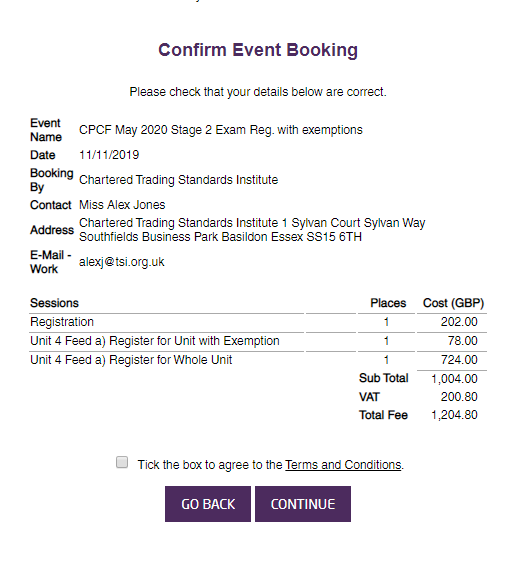 Confirm Event Booking
Please check that your details below are correct.
Event Name CPCF May 2020 Stage 2 Exam Reg. with exemptions
Date 11/11/2019
Booking By Chartered Trading Standards Institute
Contact Miss Alex Jones
Address Chartered Trading Standards Institute 1 Sylvan Court Sylvan Way
Southfields Business Park Basildon Essex SS15 6TH
E-Mail - Work alexj@tsi.org.uk
Sessions Places Cost (GBP)
Registration 1 202.00
Unit 4 Feed a) Register for Unit with Exemption 1 78.00
Unit 4 Feed a) Register for Whole Unit 1 724.00
Sub Total 1,004.00
VAT 200.80
Total Fee 1,204.80
Tick the box to agree to the Terms and Conditions.
GO BACK CONTINUE